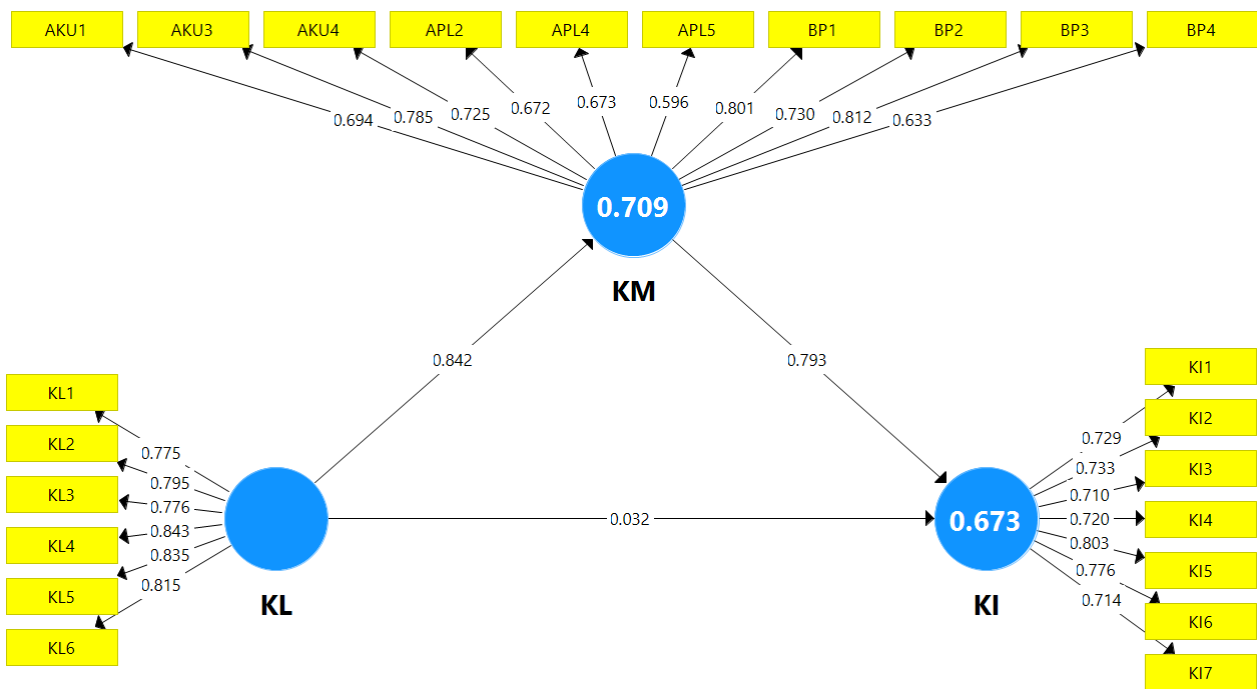 AKU1 AKU3 AKU4 APL2 APL4 APL5 BP1 BP2 BP3 BP4
0.694 0.785 0.725 0.672 0.673 0.596 0.801 0.730 0.812 0.633
0.709
KM
0.842
0.793
KL1
KL2
KL3
KL4
KL5
KL6
0.775
0.795
0.776
0.843
0.835
0.815
KL
0.032
0.673
KI
0.729
0.733
0.710
0.720
0.803
0.776
0.714
KI1
KI2
KI3
KI4
KI5
KI6
KI7